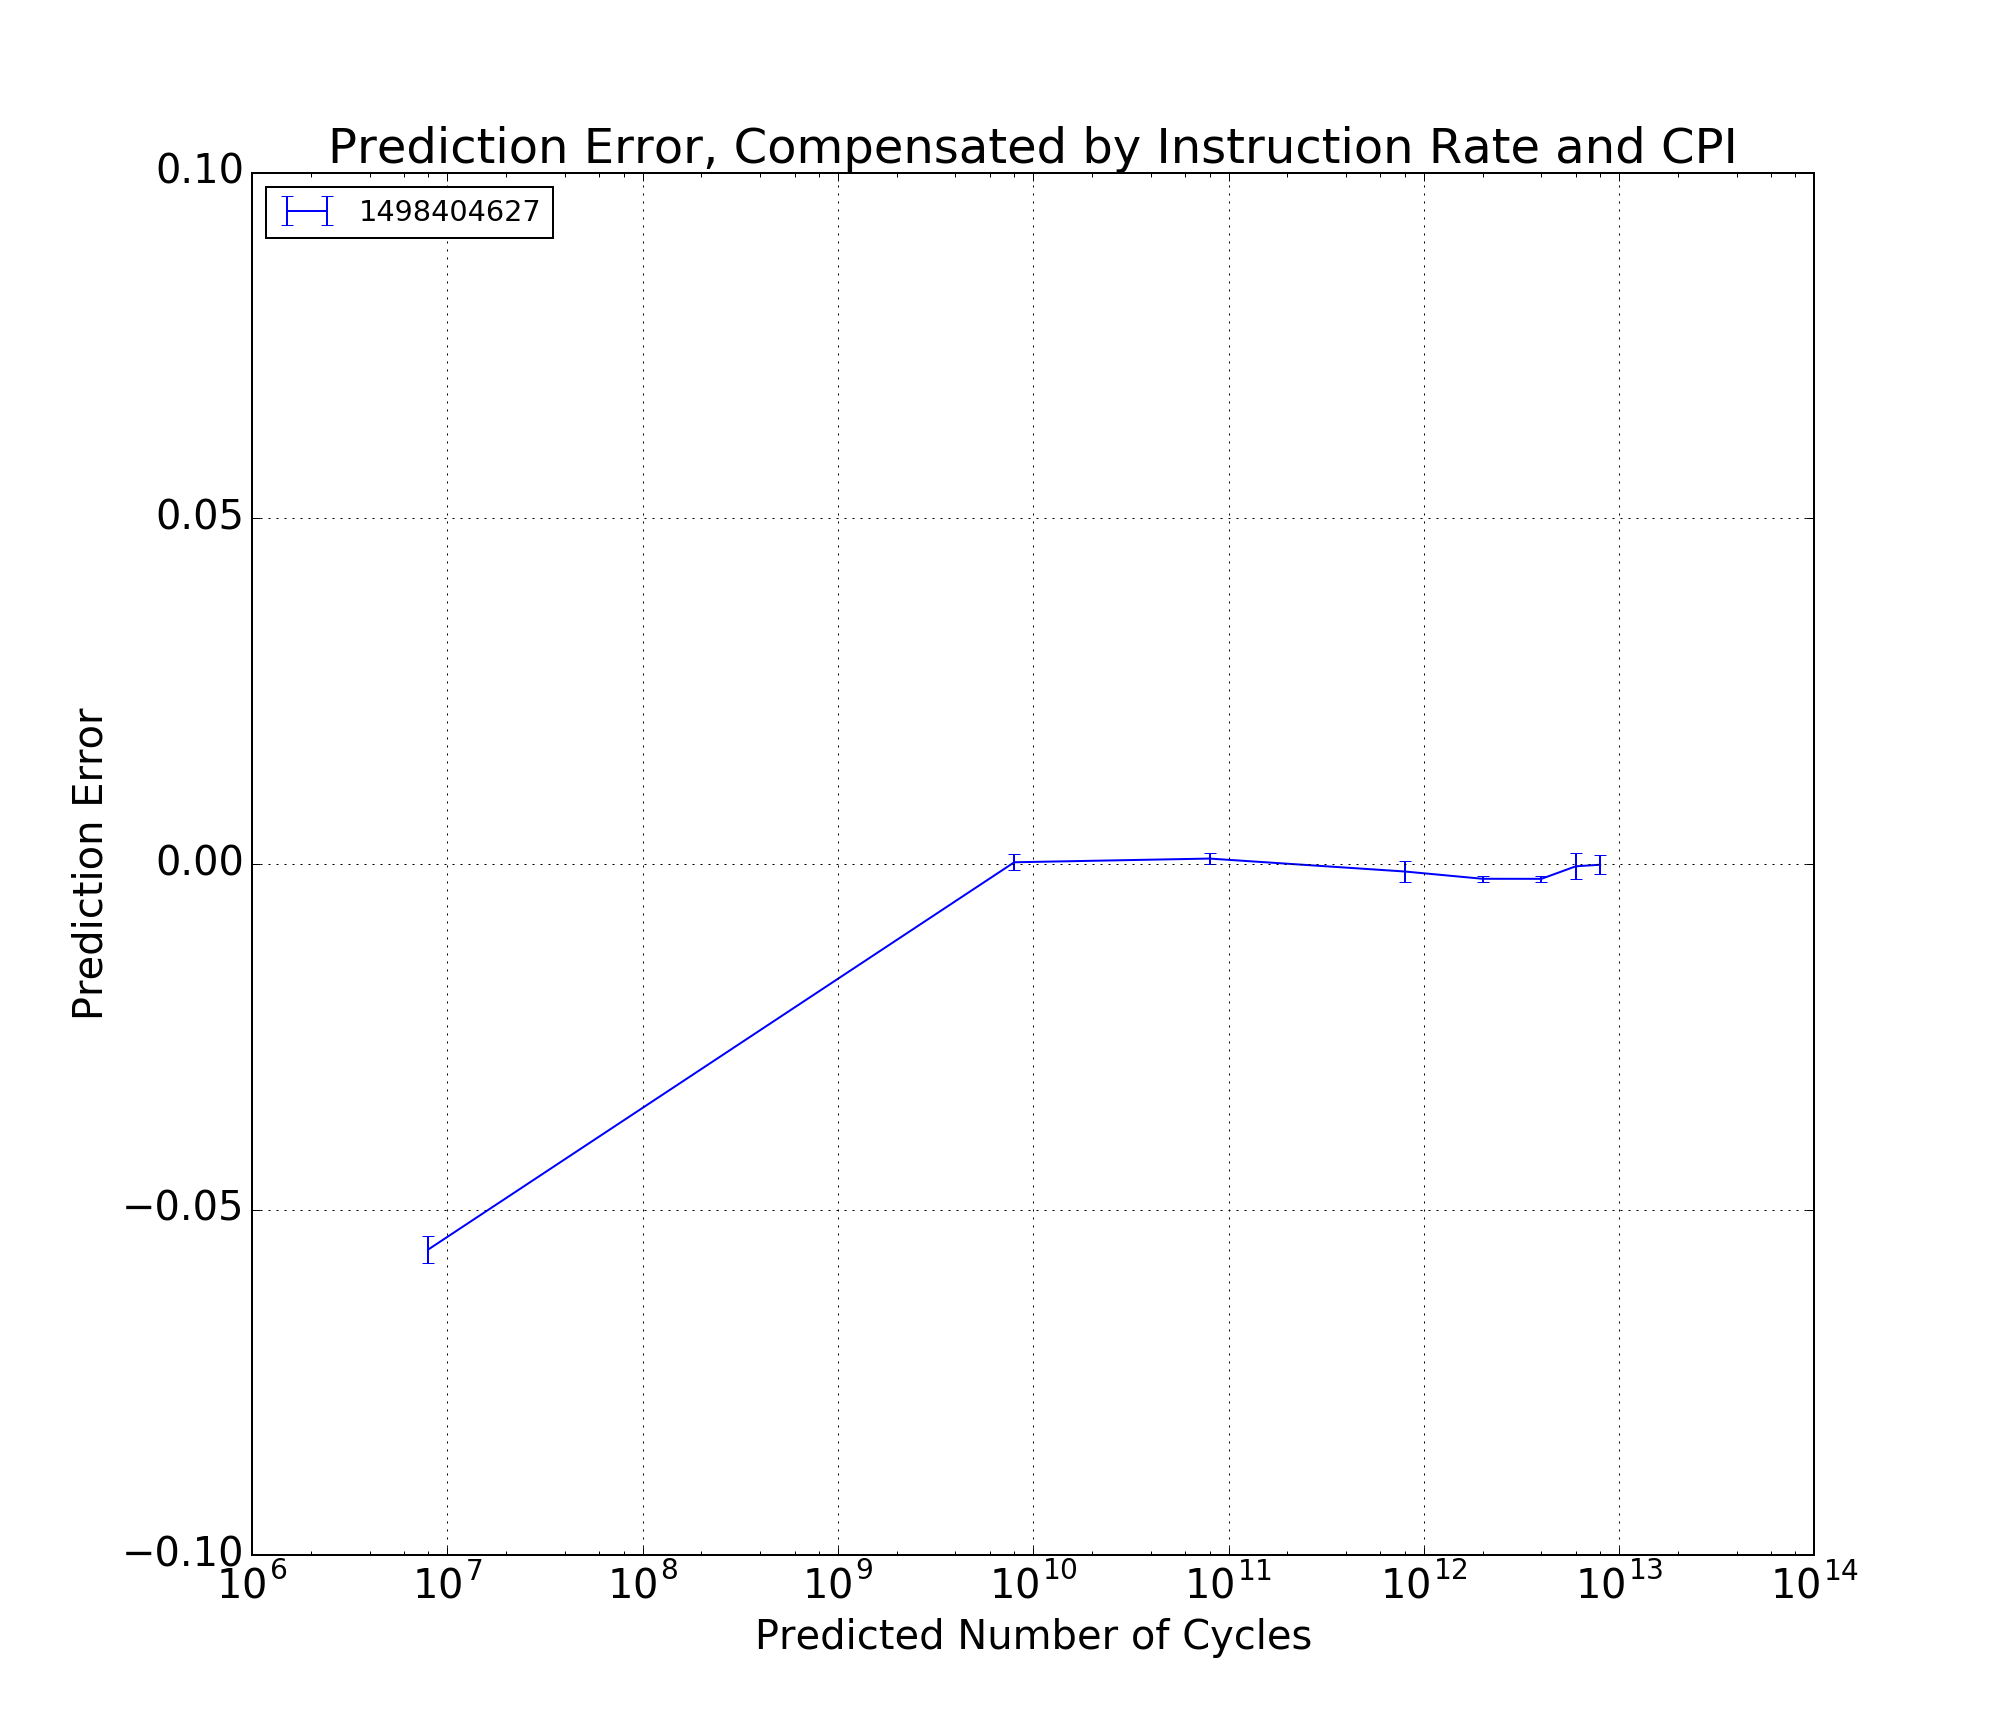 Prediction Error, Compensated by Instruction Rate and CPI
1498404627
0.10
0.05
0.00
−0.05
−0.10
Prediction Error
10^6 10^7 10^8 10^9 10^10 10^11 10^12 10^13 10^14
Predicted Number of Cycles